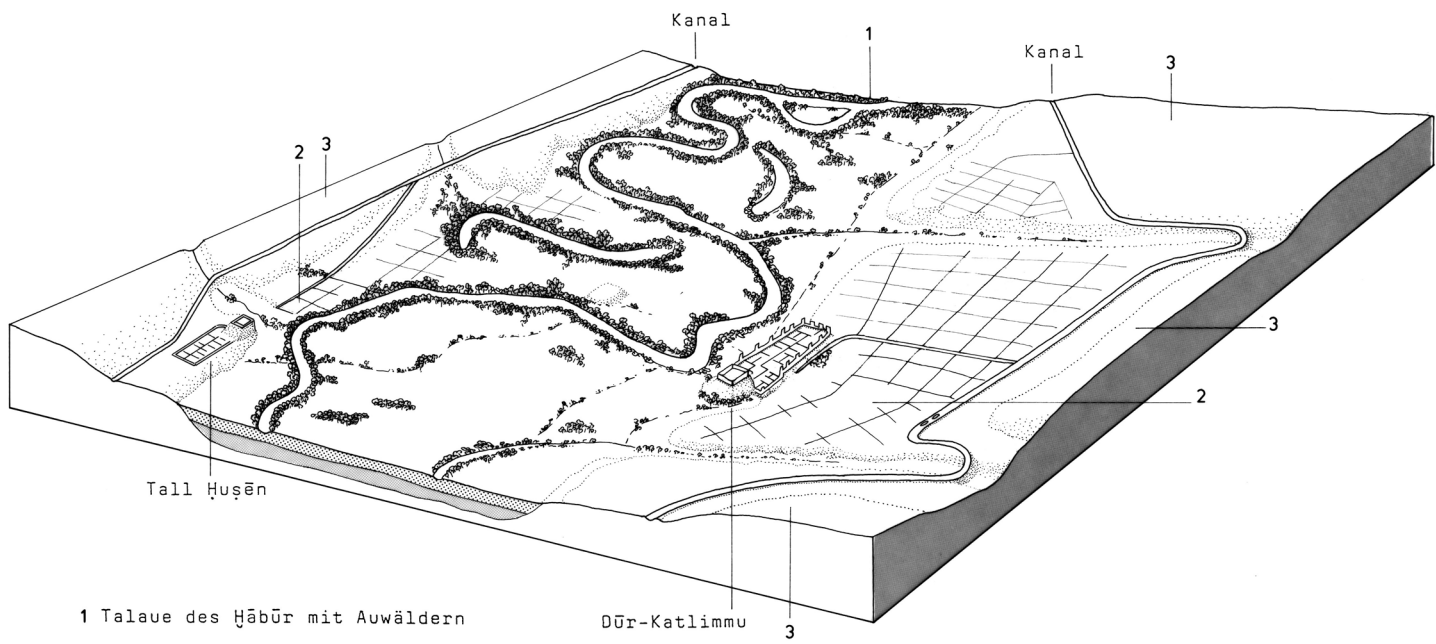 Kanal
1
Kanal
3
2
3
3
2
Tall Ḥuṣēn
1 Talaue des Ḫābūr mit Auwäldern
Dūr-Katlimmu
3